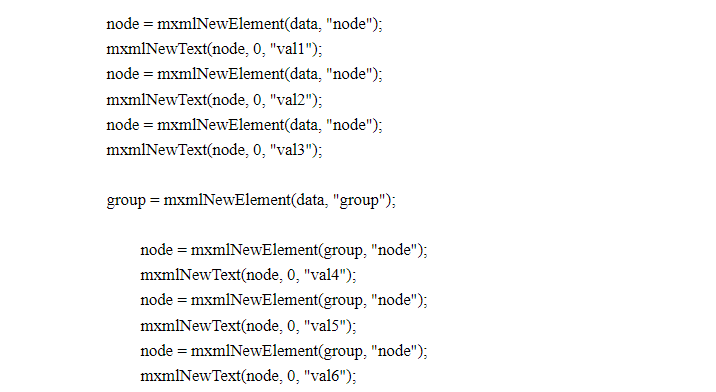 node = mxmlNewElement(data, "node");
mxmlNewText(node, 0, "val1");
node = mxmlNewElement(data, "node");
mxmlNewText(node, 0, "val2");
node = mxmlNewElement(data, "node");
mxmlNewText(node, 0, "val3");
group = mxmlNewElement(data, "group");
node = mxmlNewElement(group, "node");
mxmlNewText(node, 0, "val4");
node = mxmlNewElement(group, "node");
mxmlNewText(node, 0, "val5");
node = mxmlNewElement(group, "node");
mxmlNewText(node, 0, "val6");